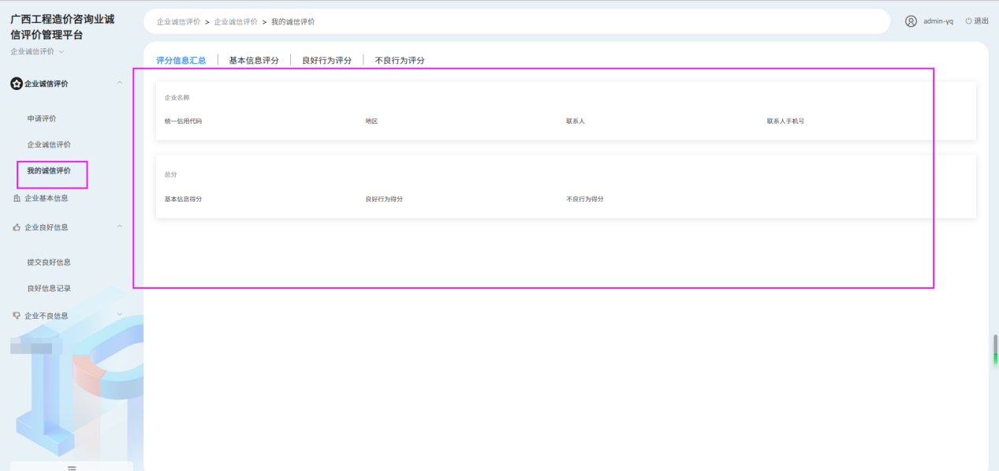 广西工程造价咨询业诚
信评价管理平台
企业诚信评价
企业诚信评价 > 企业诚信评价 > 我的诚信评价
admin-yq
退出
企业诚信评价
申请评价
企业诚信评价
我的诚信评价
企业基本信息
企业良好信息
提交良好信息
良好信息记录
企业不良信息
评分信息汇总 基本信息评分 良好行为评分 不良行为评分
企业名称
统一信用代码 地区 联系人 联系人手机号
总分
基本信息得分 良好行为得分 不良行为得分